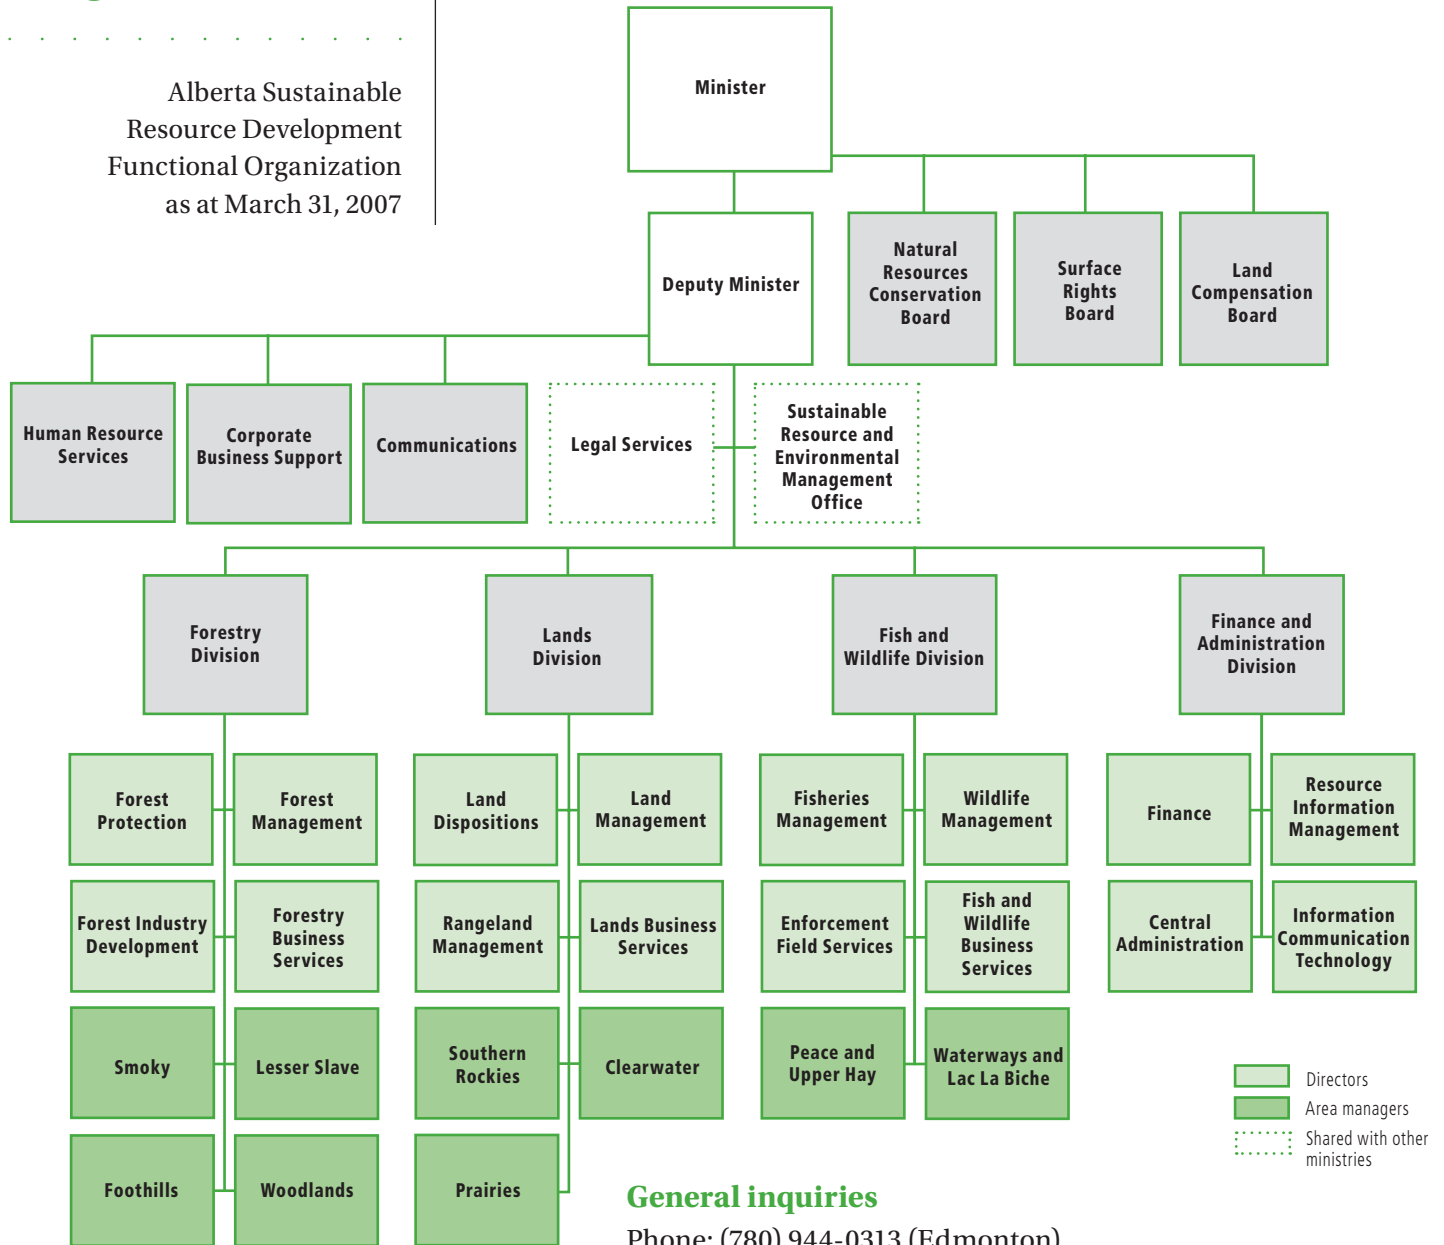 Alberta Sustainable
Resource Development
Functional Organization
as at March 31, 2007
Minister
Deputy Minister
Natural
Resources
Conservation
Board
Surface
Rights
Board
Land
Compensation
Board
Human Resource
Services
Corporate
Business Support
Communications
Legal Services
Sustainable
Resource and
Environmental
Management
Office
Forestry
Division
Lands
Division
Fish and
Wildlife Division
Finance and
Administration
Division
Forest
Protection
Forest
Management
Land
Dispositions
Land
Management
Fisheries
Management
Wildlife
Management
Finance
Resource
Information
Management
Forest Industry
Development
Forestry
Business
Services
Rangeland
Management
Lands Business
Services
Enforcement
Field Services
Fish and
Wildlife
Business
Services
Central
Administration
Information
Communication
Technology
Smoky
Lesser Slave
Southern
Rockies
Clearwater
Peace and
Upper Hay
Waterways and
Lac La Biche
Foothills
Woodlands
Prairies
Directors
Area managers
Shared with other
ministries
General inquiries
Phone: (780) 944-0313 (Edmonton)